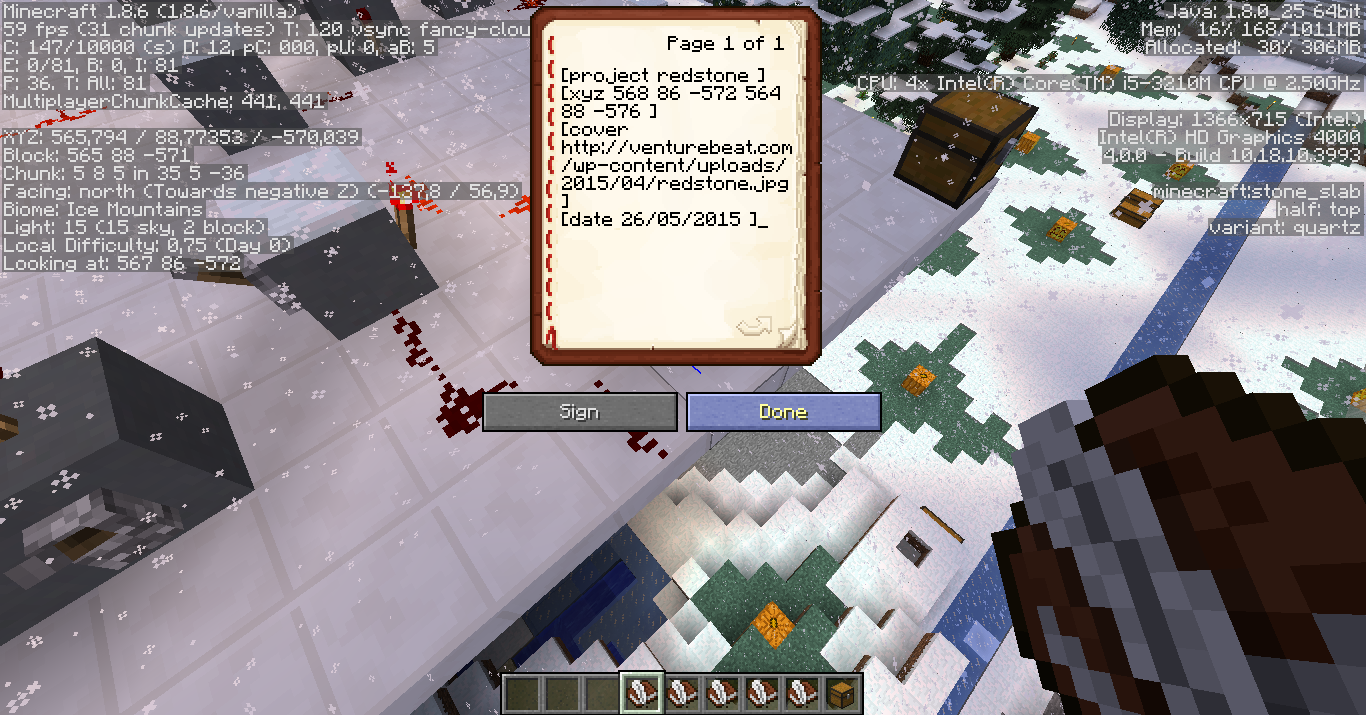 Minecraft 1.8.6 (1.8.6/vanilla)
59 fps (31 chunk updates) T: 120 vsync fancy-clou
C: 147/10000 (s) D: 12, pC: 000, pU: 0, aB: 5
E: 0/81, B: 0, I: 81
P: 36. T: All: 81
MultiplayerChunkCache: 441, 441
XYZ: 565,794 / 88,77353 / -570,039
Block: 565 88 -571
Chunk: 5 8 5 in 35 5 -36
Facing: north (Towards negative Z) (-137,8 / 56,9)
Biome: Ice Mountains
Light: 15 (15 sky, 2 block)
Local Difficulty: 0,75 (Day 0)
Looking at: 567 86 -572
Page 1 of 1
[project redstone ]
[xyz 568 86 -572 564
88 -576 ]
[cover
http://venturebeat.com
/wp-content/uploads/
2015/04/redstone.jpg
]
[date 26/05/2015 ]_
Sign
Done
Java: 1.8.0_25 64bit
Mem: 16% 168/1011MB
Allocated: 30% 306MB
CPU: 4x Intel(R) Core(TM) i5-3210M CPU @ 2.50GHz
Display: 1366x715 (Intel)
Intel(R) HD Graphics 4000
4.0.0 - Build 10.18.10.3993
minecraft:stone_slab
half: top
variant: quartz